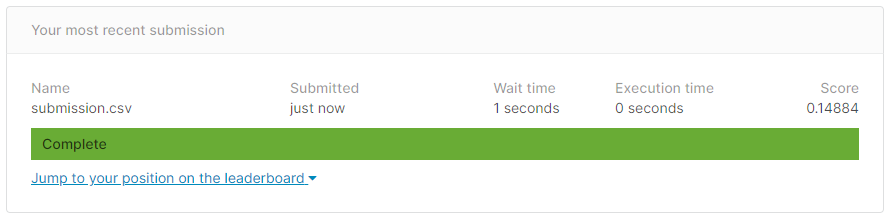 Your most recent submission
Name Submitted Wait time Execution time Score
submission.csv just now 1 seconds 0 seconds 0.14884
Complete
Jump to your position on the leaderboard